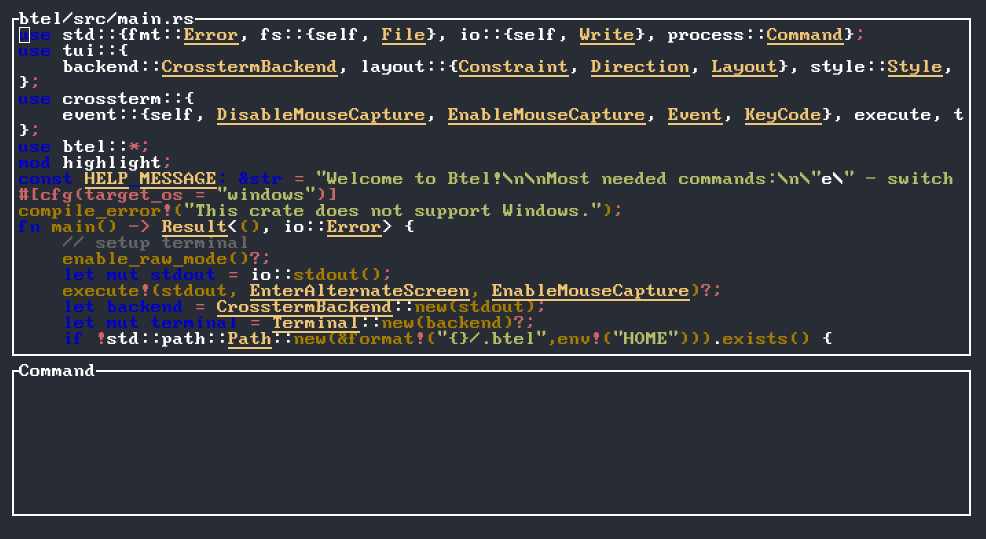 btel/src/main.rs
use std::{fmt::Error, fs::{self, File}, io::{self, Write}, process::Command};
use tui::{
    backend::CrosstermBackend, layout::{Constraint, Direction, Layout}, style::Style,
};
use crossterm::{
    event::{self, DisableMouseCapture, EnableMouseCapture, Event, KeyCode}, execute, t
};
use btel::*;
mod highlight;
const HELP_MESSAGE: &str = "Welcome to Btel!\n\nMost needed commands:\n\"e\" - switch
#[cfg(target_os = "windows")]
compile_error!("This crate does not support Windows.");
fn main() -> Result<(), io::Error> {
    // setup terminal
    enable_raw_mode()?;
    let mut stdout = io::stdout();
    execute!(stdout, EnterAlternateScreen, EnableMouseCapture)?;
    let backend = CrosstermBackend::new(stdout);
    let mut terminal = Terminal::new(backend)?;
    if !std::path::Path::new(&format!("{}/.btel",env!("HOME"))).exists() {
Command